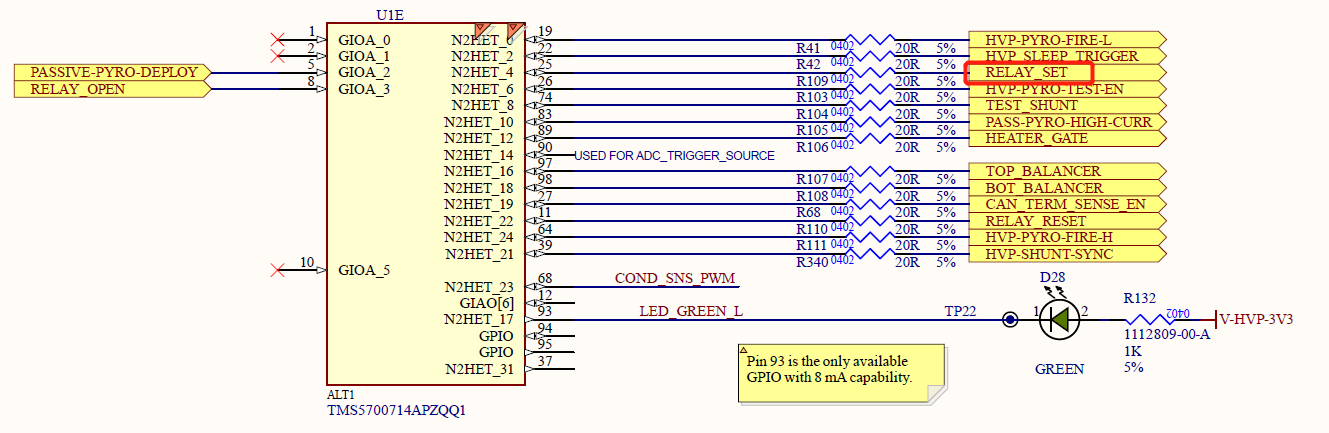 U1E
1 GIOA_0 N2HET_0 19 R41 0402 20R 5% HVP-PYRO-FIRE-L
2 GIOA_1 N2HET_2 22 R42 0402 20R 5% HVP_SLEEP_TRIGGER
PASSIVE-PYRO-DEPLOY 5 GIOA_2 N2HET_4 25 R109 0402 20R 5% RELAY_SET
RELAY_OPEN 8 GIOA_3 N2HET_6 26 R103 0402 20R 5% HVP-PYRO-TEST-EN
N2HET_8 74 R104 0402 20R 5% TEST_SHUNT
N2HET_10 83 R105 0402 20R 5% PASS-PYRO-HIGH-CURR
N2HET_12 89 R106 0402 20R 5% HEATER_GATE
N2HET_14 90 USED FOR ADC_TRIGGER_SOURCE
N2HET_16 97 R107 0402 20R 5% TOP_BALANCER
N2HET_18 98 R108 0402 20R 5% BOT_BALANCER
N2HET_19 27 R68 0402 20R 5% CAN_TERM_SENSE_EN
N2HET_22 11 R110 0402 20R 5% RELAY_RESET
N2HET_24 64 R111 0402 20R 5% HVP-PYRO-FIRE-H
N2HET_21 39 R340 0402 20R 5% HVP-SHUNT-SYNC
10 GIOA_5
N2HET_23 68 COND_SNS_PWM
GIAO[6] 12
N2HET_17 93 LED_GREEN_L TP22 1 D28 2 R132 0402 V-HVP-3V3
GPIO 94
GPIO 95
N2HET_31 37
GREEN
1112809-00-A
1K
5%
Pin 93 is the only available
GPIO with 8 mA capability.
ALT1
TMS5700714APZQQ1